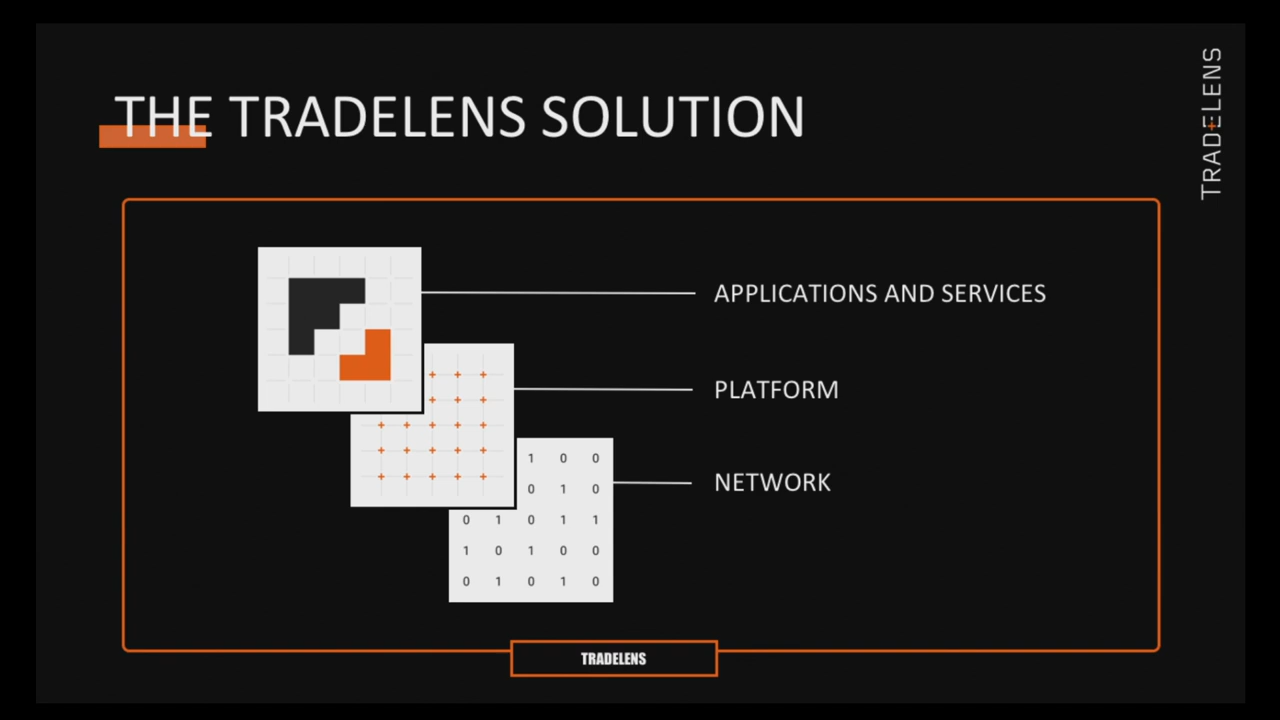 THE TRADELENS SOLUTION
TRADELENS
APPLICATIONS AND SERVICES
PLATFORM
NETWORK
1 0 0
0 1 0
0 1 0 1 1
1 0 1 0 0
0 1 0 1 0
TRADELENS